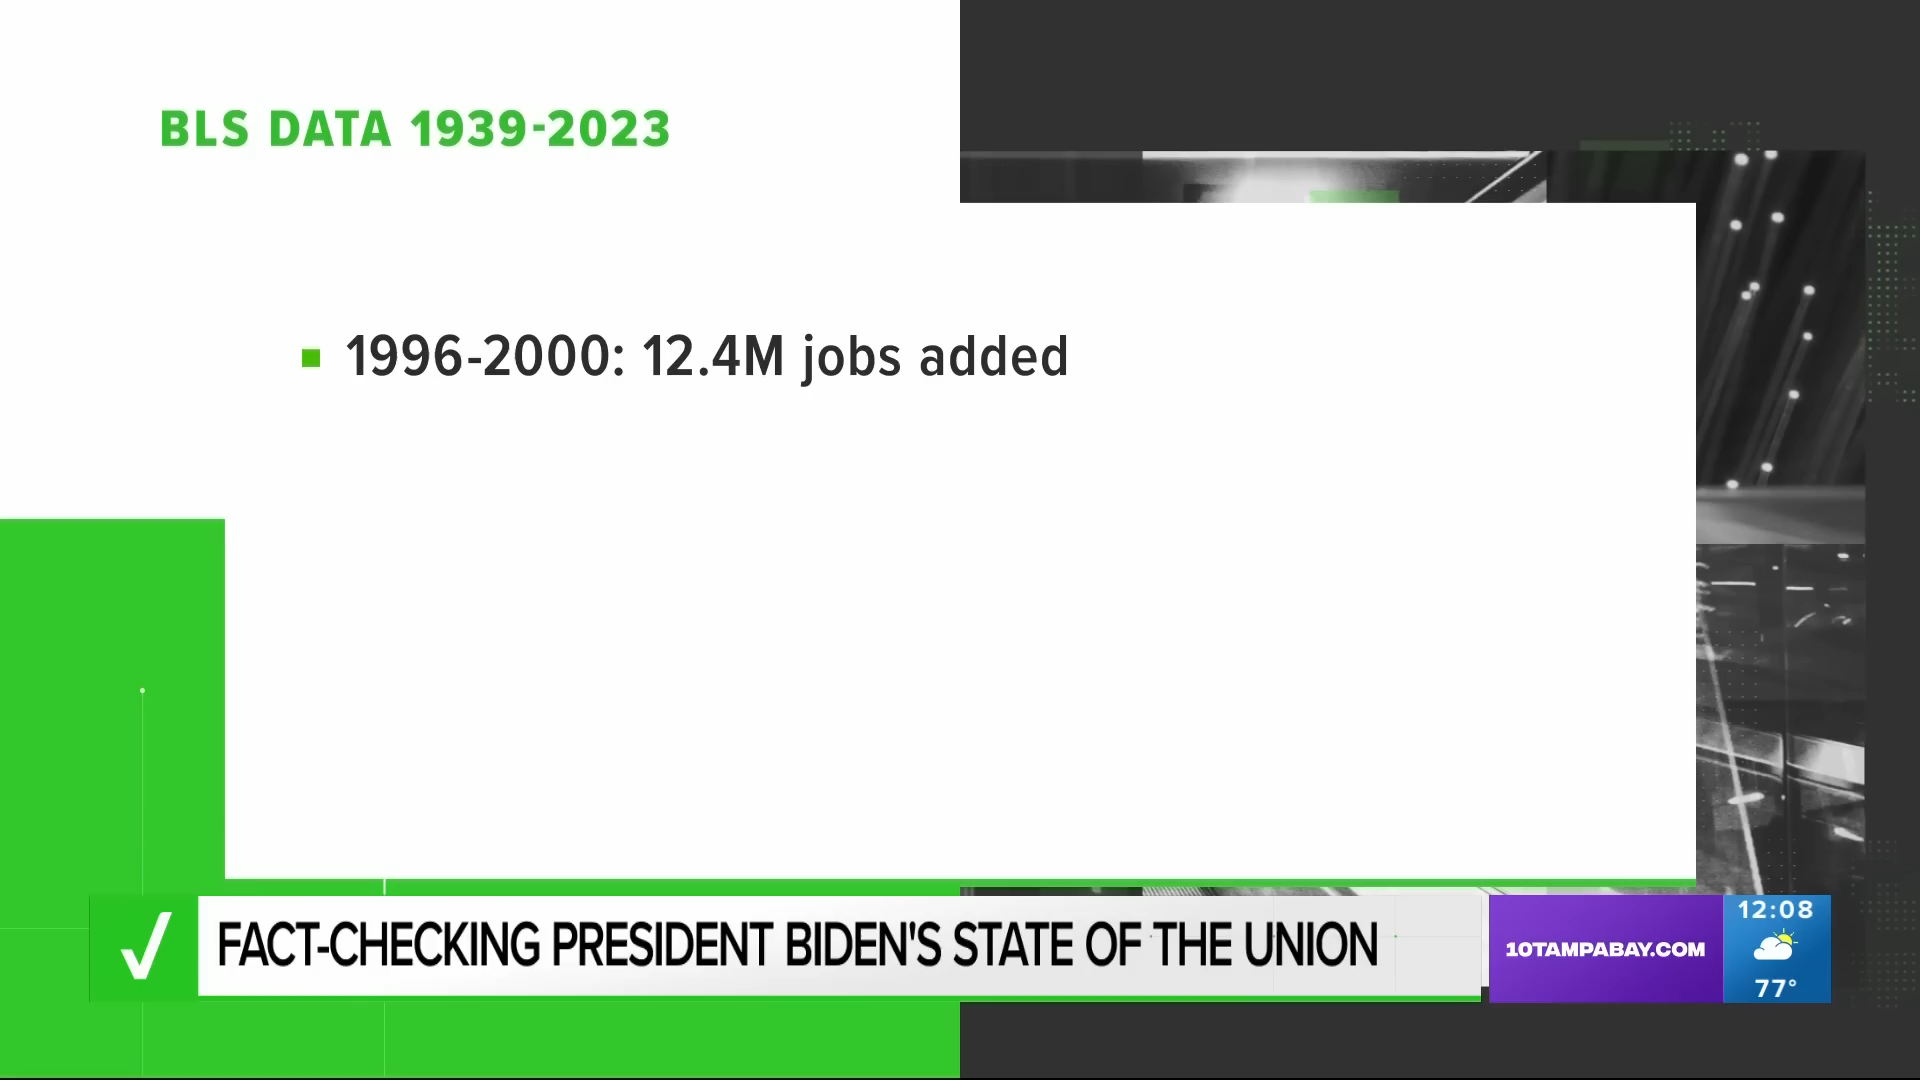 BLS DATA 1939-2023
1996-2000: 12.4M jobs added
FACT-CHECKING PRESIDENT BIDEN'S STATE OF THE UNION
10TAMPABAY.COM
12:08
77°